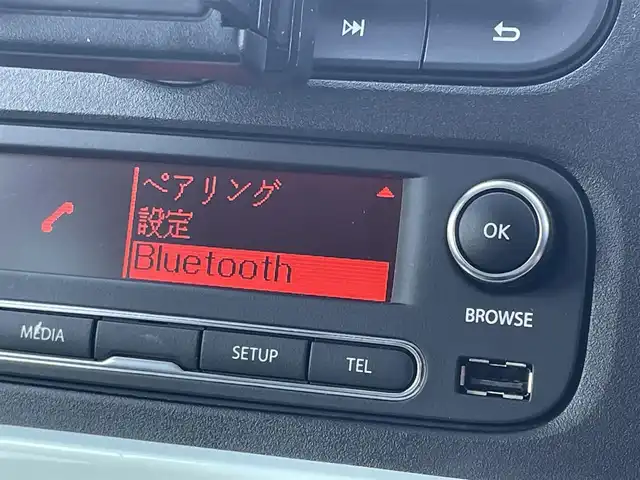 ペアリング
設定
Bluetooth
OK
BROWSE
MEDIA
SETUP
TEL